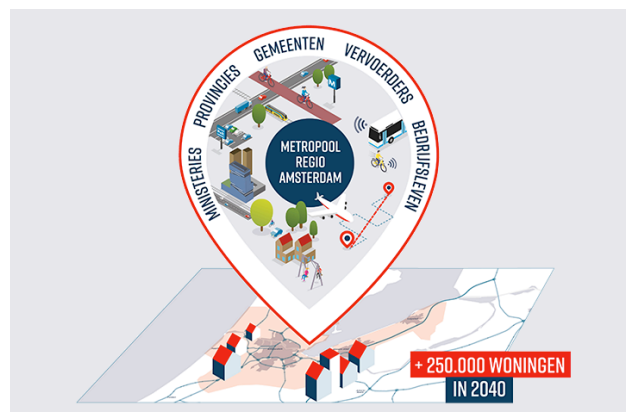 MINISTERIES
PROVINCIES
GEMEENTEN
VERVOERDERS
BEDRIJFSLEVEN
M
METROPOOL
REGIO
AMSTERDAM
+ 250.000 WONINGEN
IN 2040